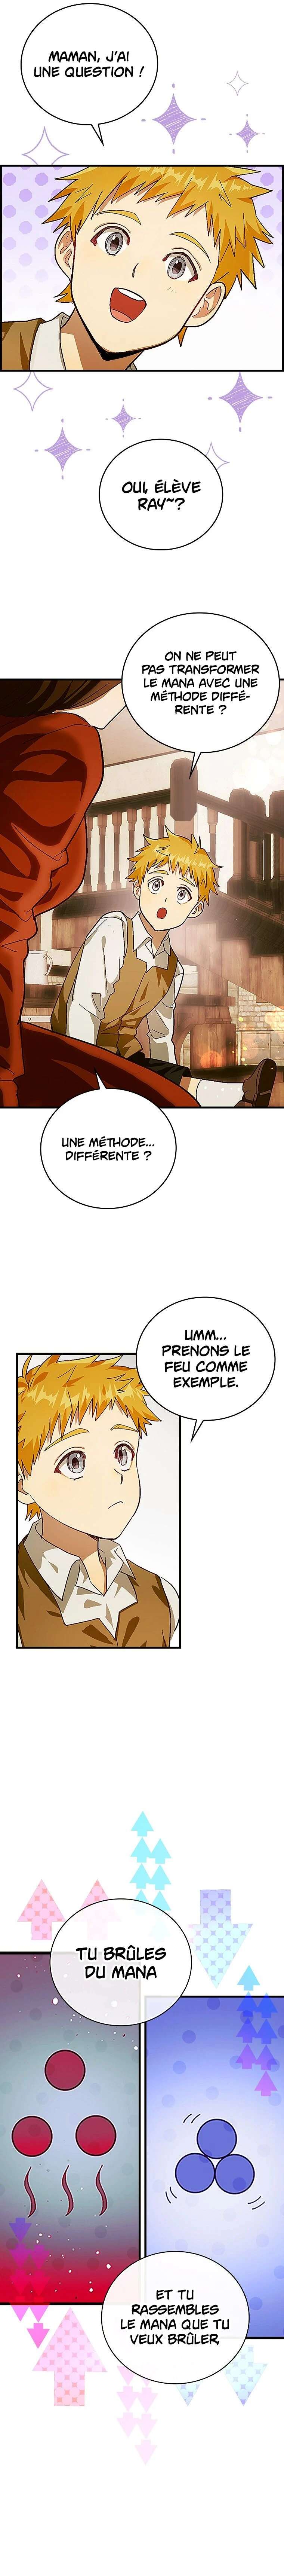 MAMAN, J'AI
UNE QUESTION !
OUI, ÉLÈVE
RAY~?
ON NE PEUT
PAS TRANSFORMER
LE MANA AVEC UNE
MÉTHODE DIFFÉ-
RENTE ?
UNE MÉTHODE...
DIFFÉRENTE ?
UMM...
PRENONS LE
FEU COMME
EXEMPLE.
TU BRÛLES
DU MANA
ET TU
RASSEMBLES
LE MANA QUE TU
VEUX BRÛLER,